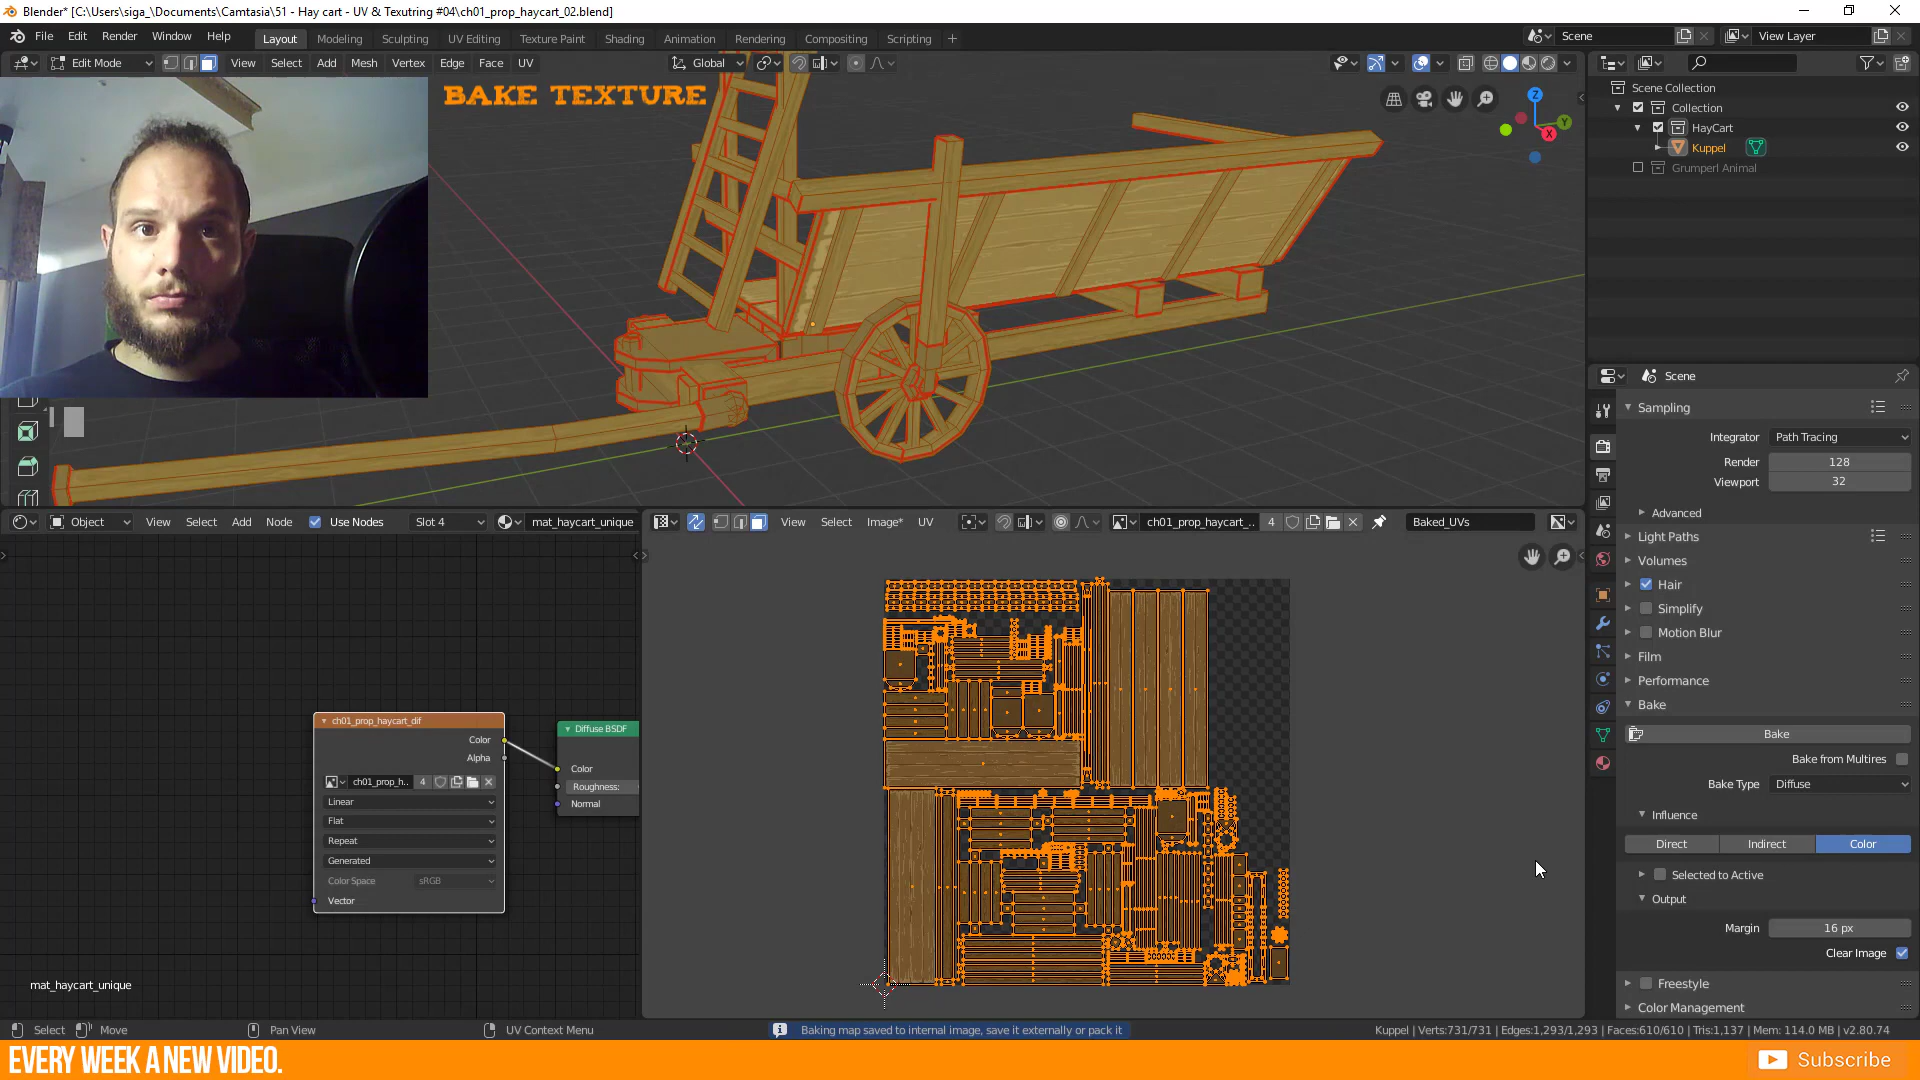 Blender* [C:\Users\siga_\Documents\Camtasia\51 - Hay cart - UV & Texutring #04\ch01_prop_haycart_02.blend]
File Edit Render Window Help
Layout Modeling Sculpting UV Editing Texture Paint Shading Animation Rendering Compositing Scripting +
Scene
View Layer
Edit Mode View Select Add Mesh Vertex Edge Face UV
Global
BAKE TEXTURE
Z
Y
X
Scene Collection
Collection
HayCart
Kuppel
Grumperl Animal
Scene
Sampling
Integrator Path Tracing
Render 128
Viewport 32
Advanced
Light Paths
Volumes
Hair
Simplify
Motion Blur
Film
Performance
Bake
Bake
Bake from Multires
Bake Type Diffuse
Influence
Direct Indirect Color
Selected to Active
Output
Margin 16 px
Clear Image
Freestyle
Color Management
Object View Select Add Node Use Nodes Slot 4 mat_haycart_unique
ch01_prop_haycart_dif
Color
Alpha
ch01_prop_h.. 4
Linear
Flat
Repeat
Generated
Color Space sRGB
Vector
Diffuse BSDF
Color
Roughness:
Normal
mat_haycart_unique
View Select Image* UV
ch01_prop_haycart_.. 4
Baked_UVs
Select Move Pan View UV Context Menu
Baking map saved to internal image, save it externally or pack it
Kuppel | Verts:731/731 | Edges:1,293/1,293 | Faces:610/610 | Tris:1,137 | Mem: 114.0 MB | v2.80.74
EVERY WEEK A NEW VIDEO.
Subscribe